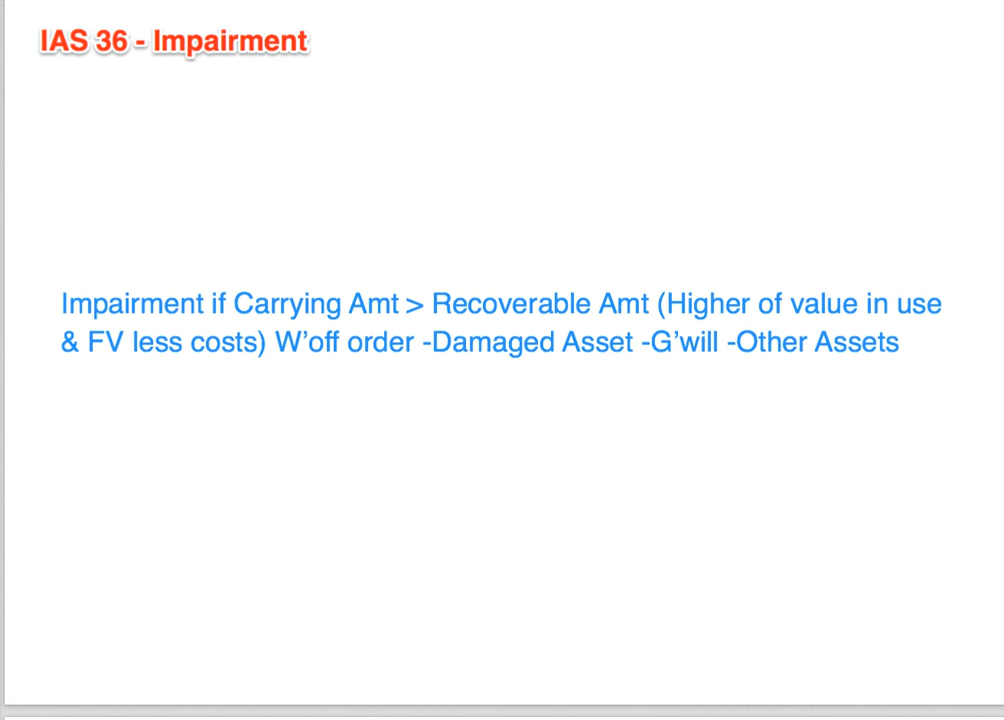 IAS 36 - Impairment
Impairment if Carrying Amt > Recoverable Amt (Higher of value in use
& FV less costs) W’off order -Damaged Asset -G’will -Other Assets